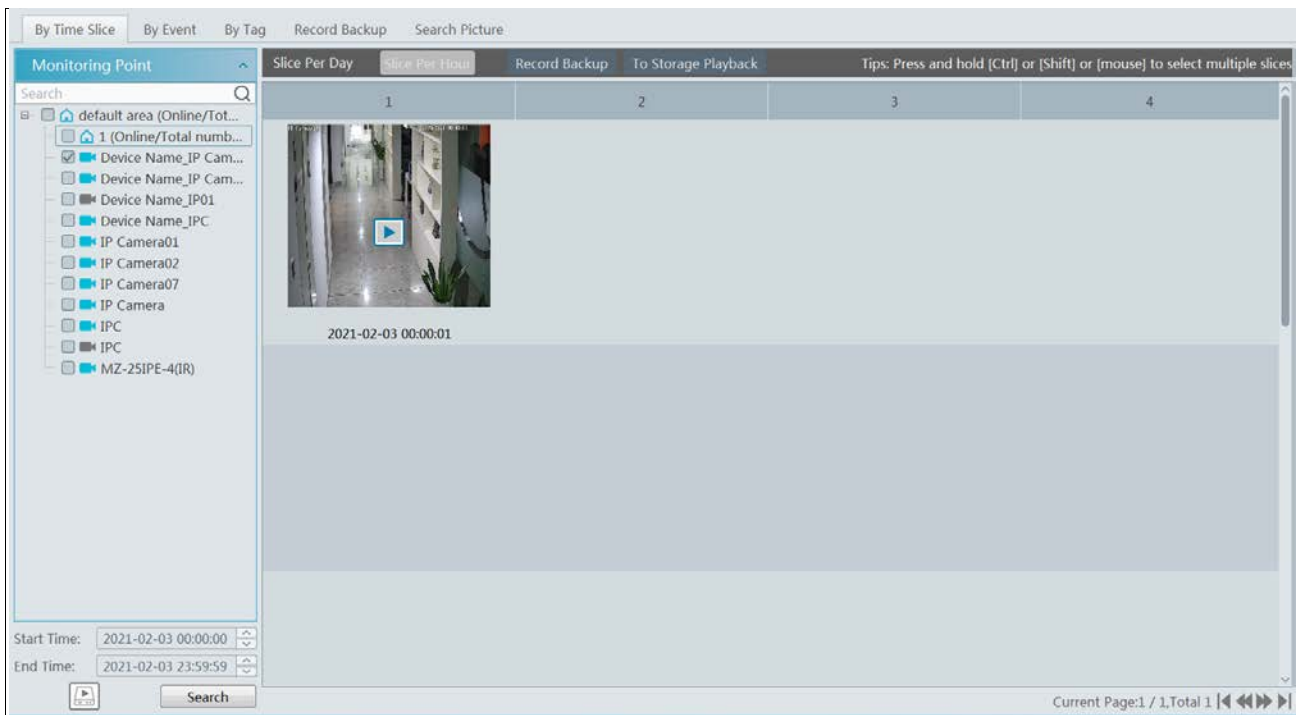 By Time Slice By Event By Tag Record Backup Search Picture
Monitoring Point
Slice Per Day Slice Per Hour Record Backup To Storage Playback Tips: Press and hold [Ctrl] or [Shift] or [mouse] to select multiple slices
Search
1 2 3 4
default area (Online/Tot...
1 (Online/Total numb...
Device Name_IP Cam...
Device Name_IP Cam...
Device Name_IP01
Device Name_IPC
IP Camera01
IP Camera02
IP Camera07
IP Camera
IPC
IPC
MZ-25IPE-4(IR)
2021-02-03 00:00:01
Start Time: 2021-02-03 00:00:00
End Time: 2021-02-03 23:59:59
Search
Current Page:1 / 1,Total 1